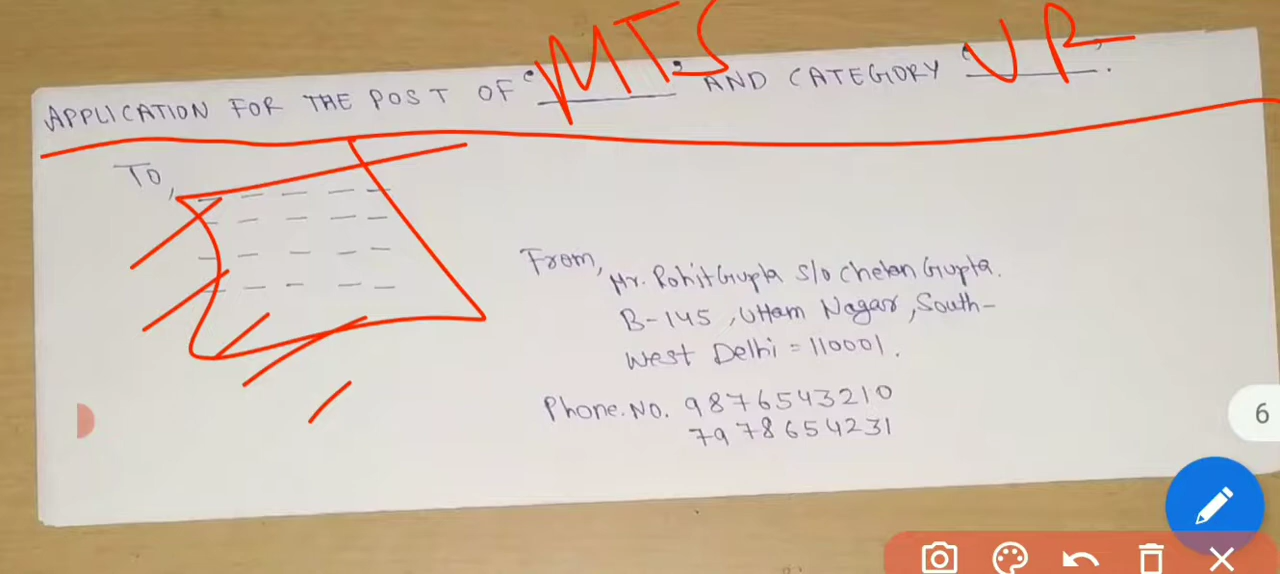 APPLICATION FOR THE POST OF 'MTS' AND CATEGORY 'UR'.
To,
From,
Mr. Rohit Gupta s/o Chetan Gupta.
B-145, Uttam Nagar, South-
West Delhi = 110001.
Phone.No. 9876543210
7978654231
6